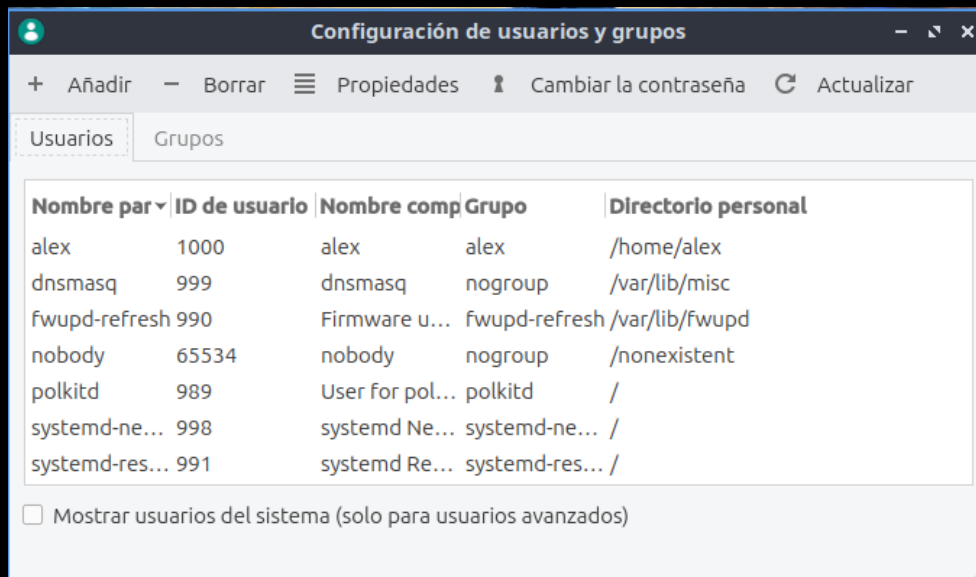 Configuración de usuarios y grupos
+ Añadir − Borrar Propiedades Cambiar la contraseña Actualizar
Usuarios Grupos
Nombre par ID de usuario Nombre comp Grupo Directorio personal
alex 1000 alex alex /home/alex
dnsmasq 999 dnsmasq nogroup /var/lib/misc
fwupd-refresh 990 Firmware u... fwupd-refresh /var/lib/fwupd
nobody 65534 nobody nogroup /nonexistent
polkitd 989 User for pol... polkitd /
systemd-ne... 998 systemd Ne... systemd-ne... /
systemd-res... 991 systemd Re... systemd-res... /
Mostrar usuarios del sistema (solo para usuarios avanzados)